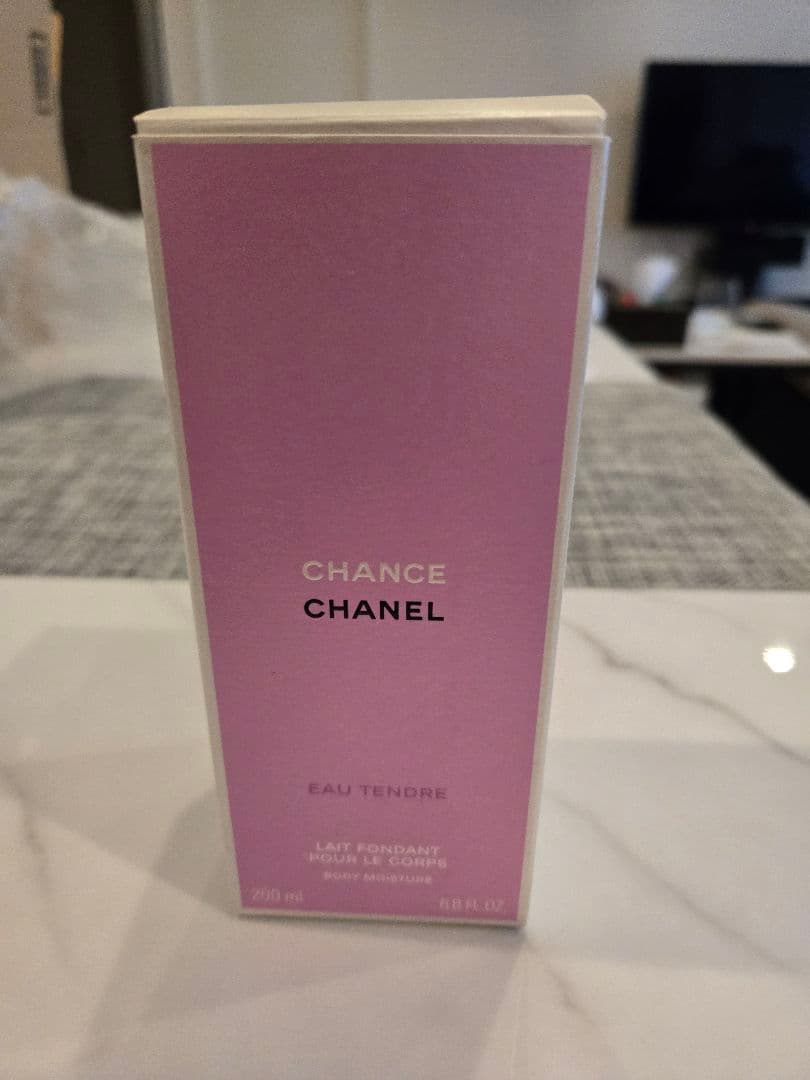 CHANCE
CHANEL
EAU TENDRE
LAIT FONDANT
POUR LE CORPS
BODY MOISTURE
200 ml 6.8 FL. OZ.